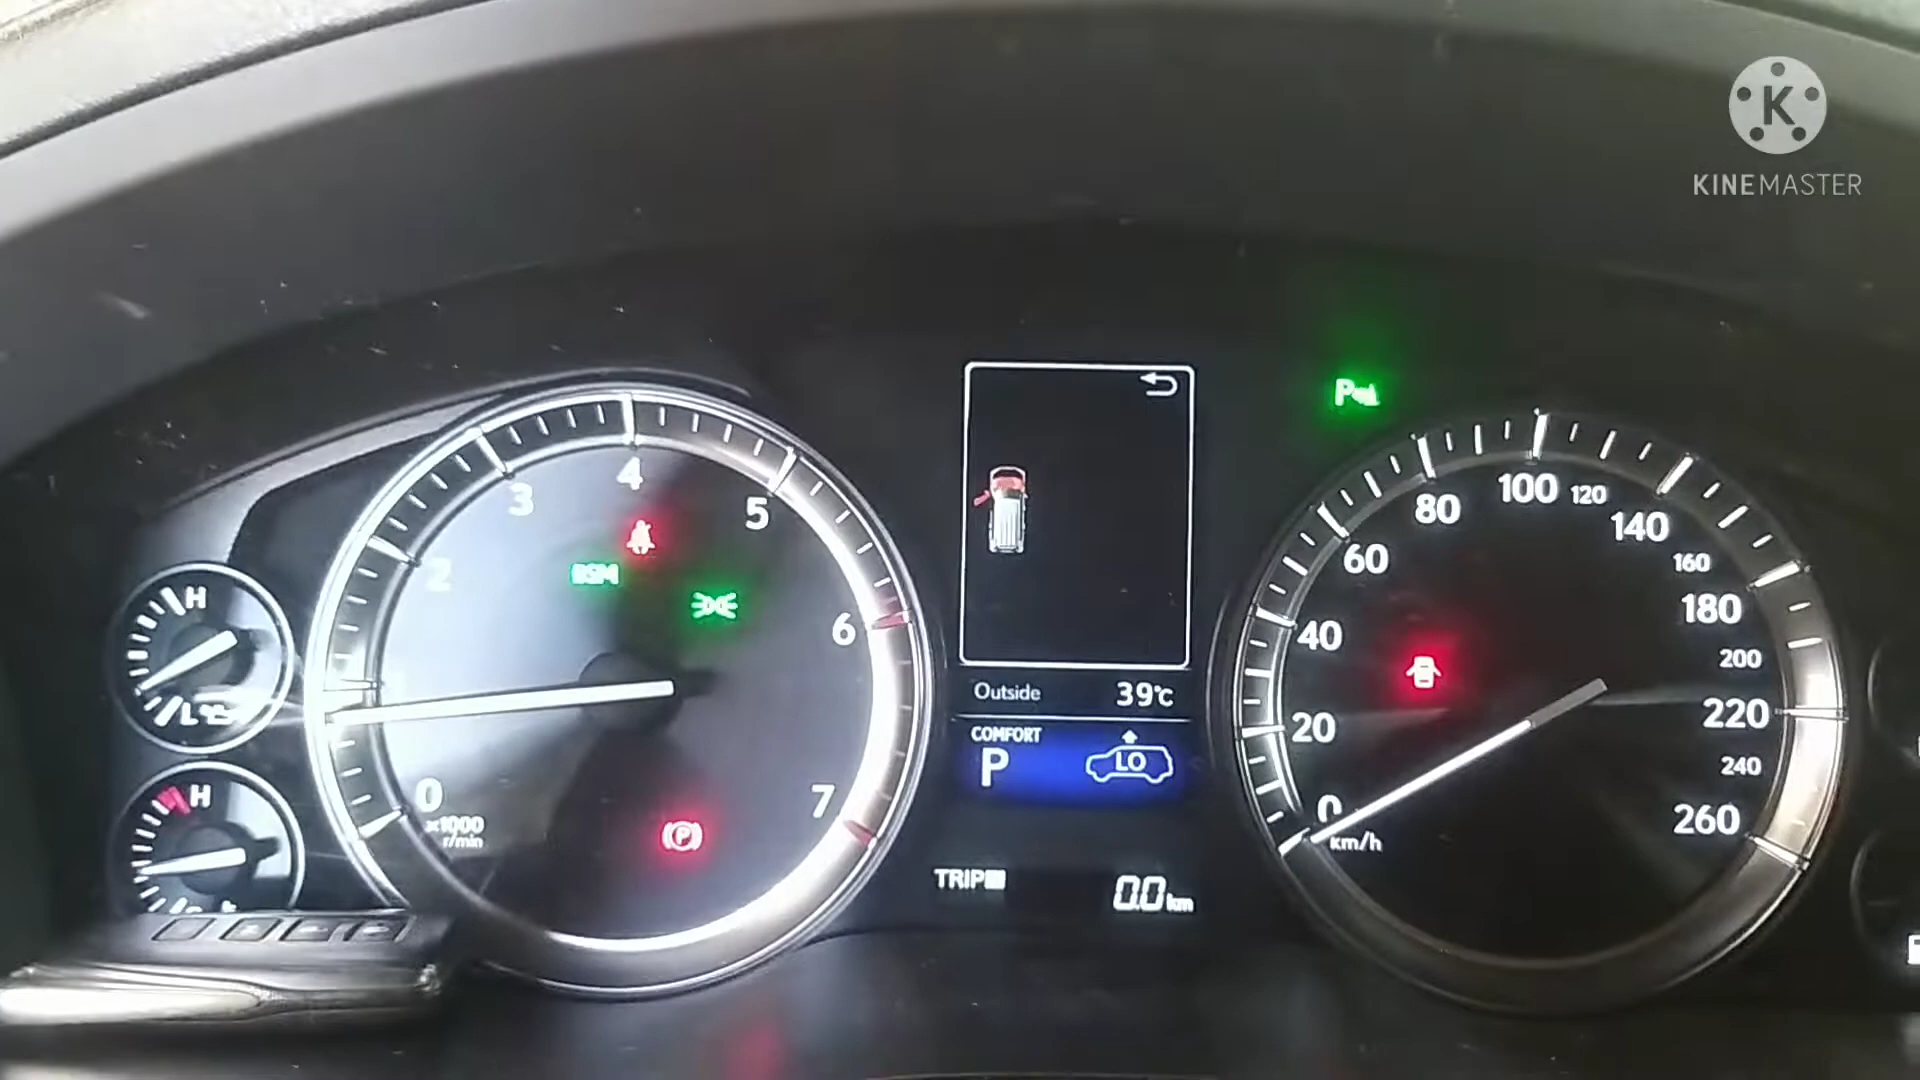 K
KINEMASTER
H
L
H
0
2
3
4
5
6
7
x1000
r/min
BSM
P
Outside 39°C
COMFORT
P
LO
TRIP
0.0 km
P
0
20
40
60
80
100
120
140
160
180
200
220
240
260
km/h